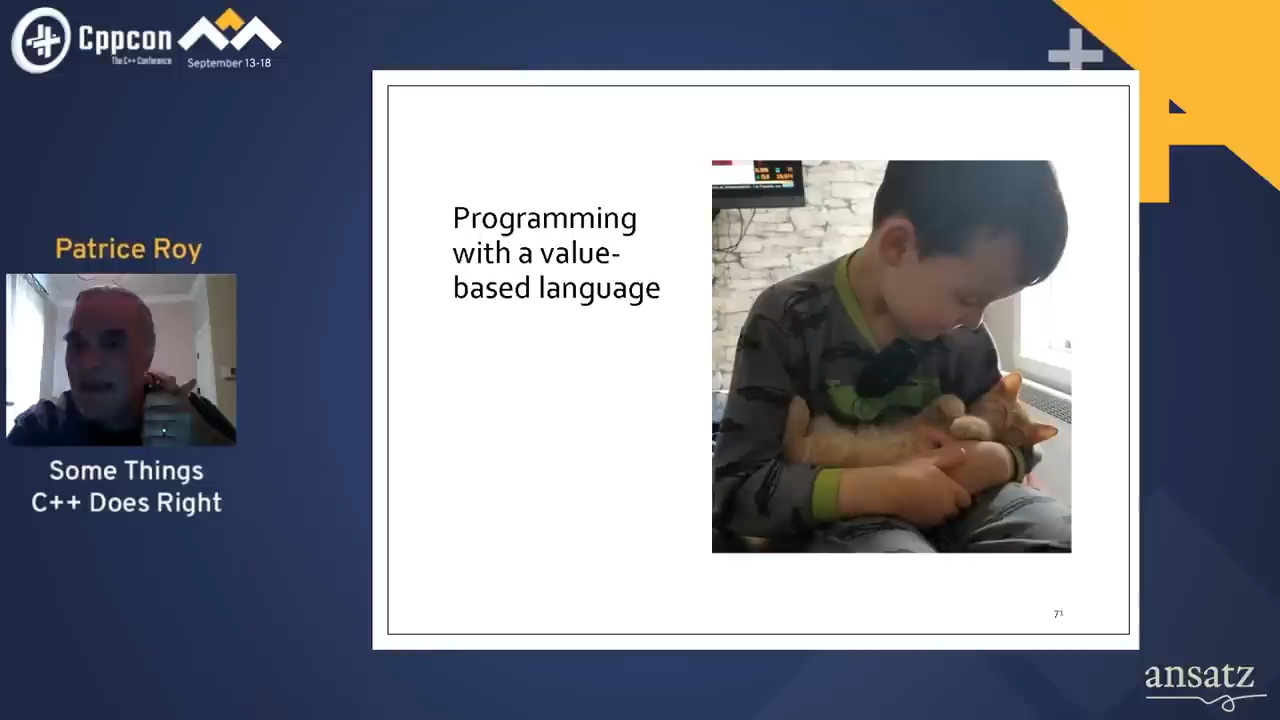 Cppcon
The C++ Conference
September 13-18
Patrice Roy
Some Things
C++ Does Right
Programming
with a value-
based language
71
ansatz